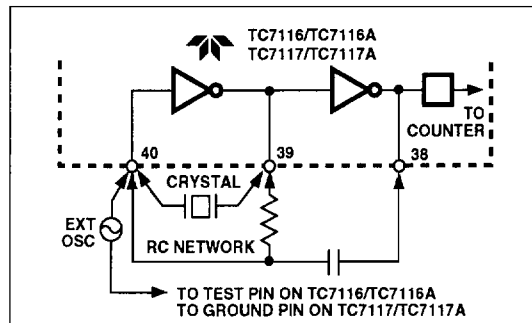 TC7116/TC7116A
TC7117/TC7117A
TO
COUNTER
40
39
38
CRYSTAL
EXT
OSC
RC NETWORK
TO TEST PIN ON TC7116/TC7116A
TO GROUND PIN ON TC7117/TC7117A